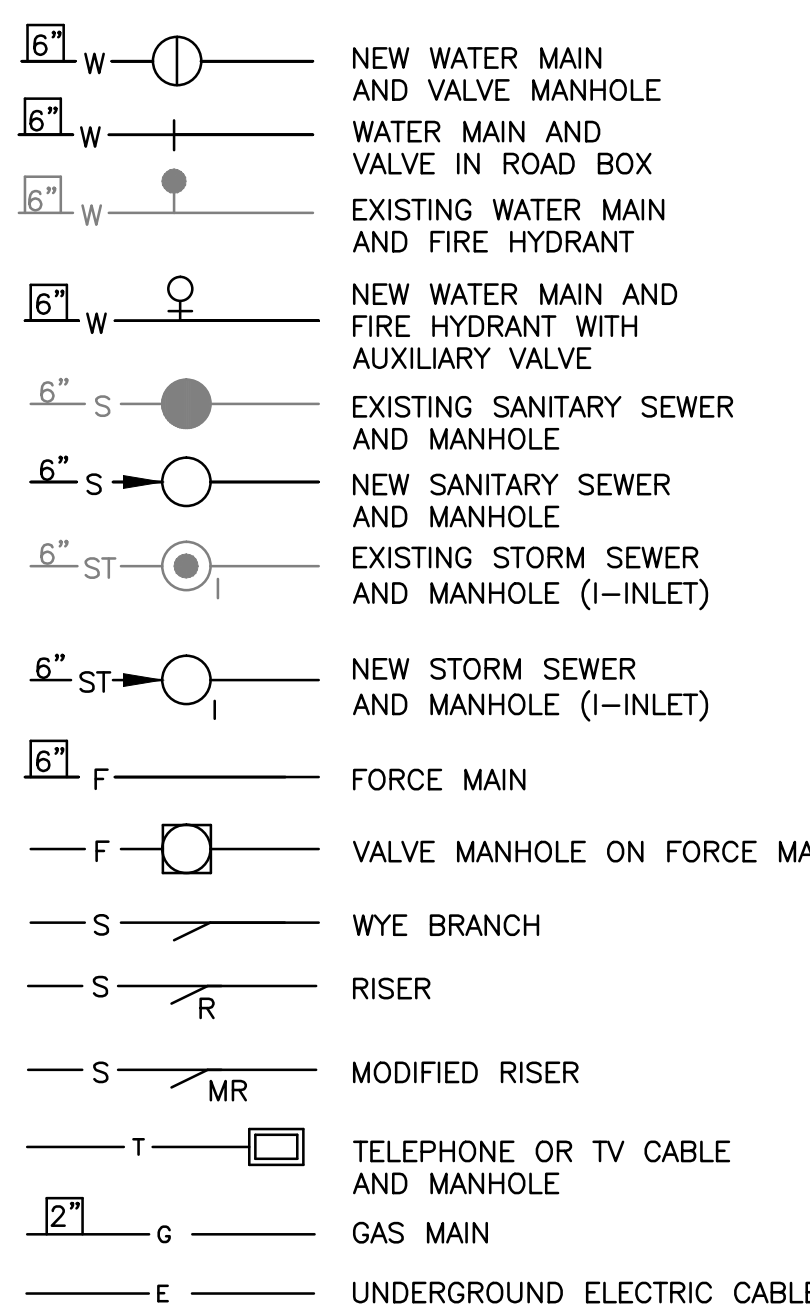 6"
W
NEW WATER MAIN
AND VALVE MANHOLE
6"
W
WATER MAIN AND
VALVE IN ROAD BOX
6"
W
EXISTING WATER MAIN
AND FIRE HYDRANT
6"
W
NEW WATER MAIN AND
FIRE HYDRANT WITH
AUXILIARY VALVE
6"
S
EXISTING SANITARY SEWER
AND MANHOLE
6"
S
NEW SANITARY SEWER
AND MANHOLE
6"
ST
I
EXISTING STORM SEWER
AND MANHOLE (I-INLET)
6"
ST
I
NEW STORM SEWER
AND MANHOLE (I-INLET)
6"
F
FORCE MAIN
F
VALVE MANHOLE ON FORCE MA
S
WYE BRANCH
S
R
RISER
S
MR
MODIFIED RISER
T
TELEPHONE OR TV CABLE
AND MANHOLE
2"
G
GAS MAIN
E
UNDERGROUND ELECTRIC CABLE